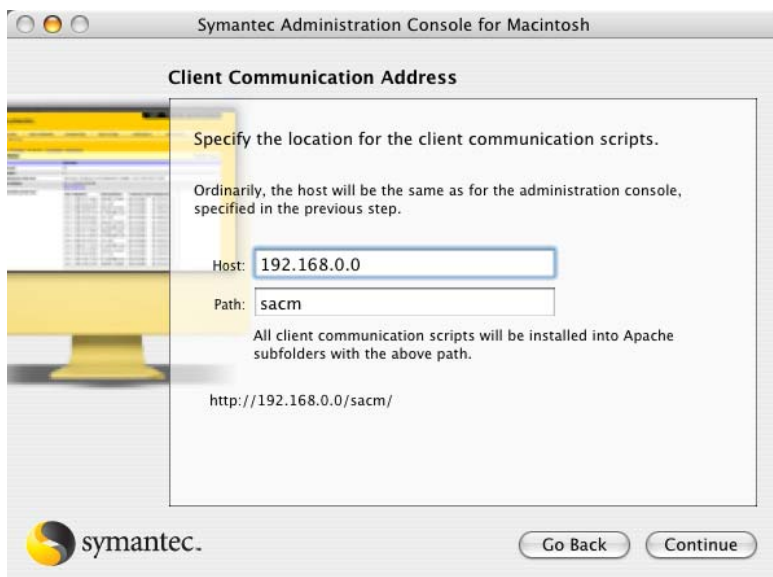 Symantec Administration Console for Macintosh
Client Communication Address
Specify the location for the client communication scripts.
Ordinarily, the host will be the same as for the administration console,
specified in the previous step.
Host: 192.168.0.0
Path: sacm
All client communication scripts will be installed into Apache
subfolders with the above path.
http://192.168.0.0/sacm/
symantec.
Go Back
Continue